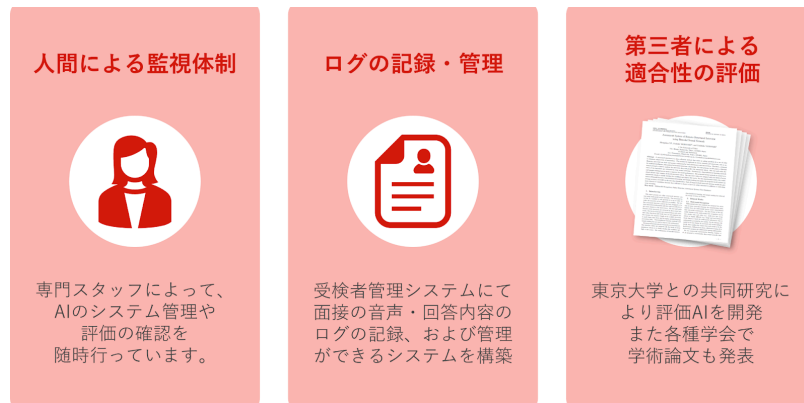 人間による監視体制
専門スタッフによって、
AIのシステム管理や
評価の確認を
随時行っています。
ログの記録・管理
受検者管理システムにて
面接の音声・回答内容の
ログの記録、および管理
ができるシステムを構築
第三者による
適合性の評価
東京大学との共同研究に
より評価AIを開発
また各種学会で
学術論文も発表